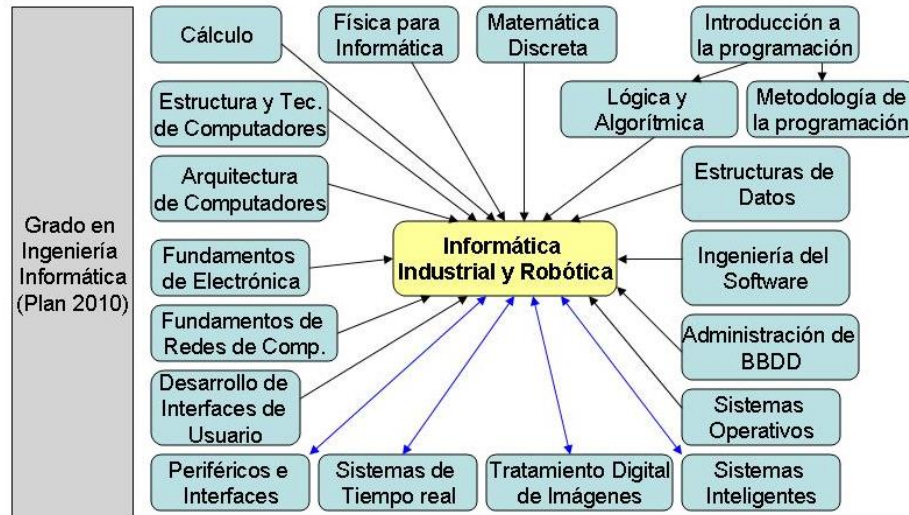 Grado en
Ingeniería
Informática
(Plan 2010)
Cálculo
Física para
Informática
Matemática
Discreta
Introducción a
la programación
Estructura y Tec.
de Computadores
Lógica y
Algorítmica
Metodología de
la programación
Arquitectura
de Computadores
Estructuras de
Datos
Informática
Industrial y Robótica
Fundamentos
de Electrónica
Ingeniería del
Software
Fundamentos de
Redes de Comp.
Administración de
BBDD
Desarrollo de
Interfaces de
Usuario
Sistemas
Operativos
Periféricos e
Interfaces
Sistemas de
Tiempo real
Tratamiento Digital
de Imágenes
Sistemas
Inteligentes